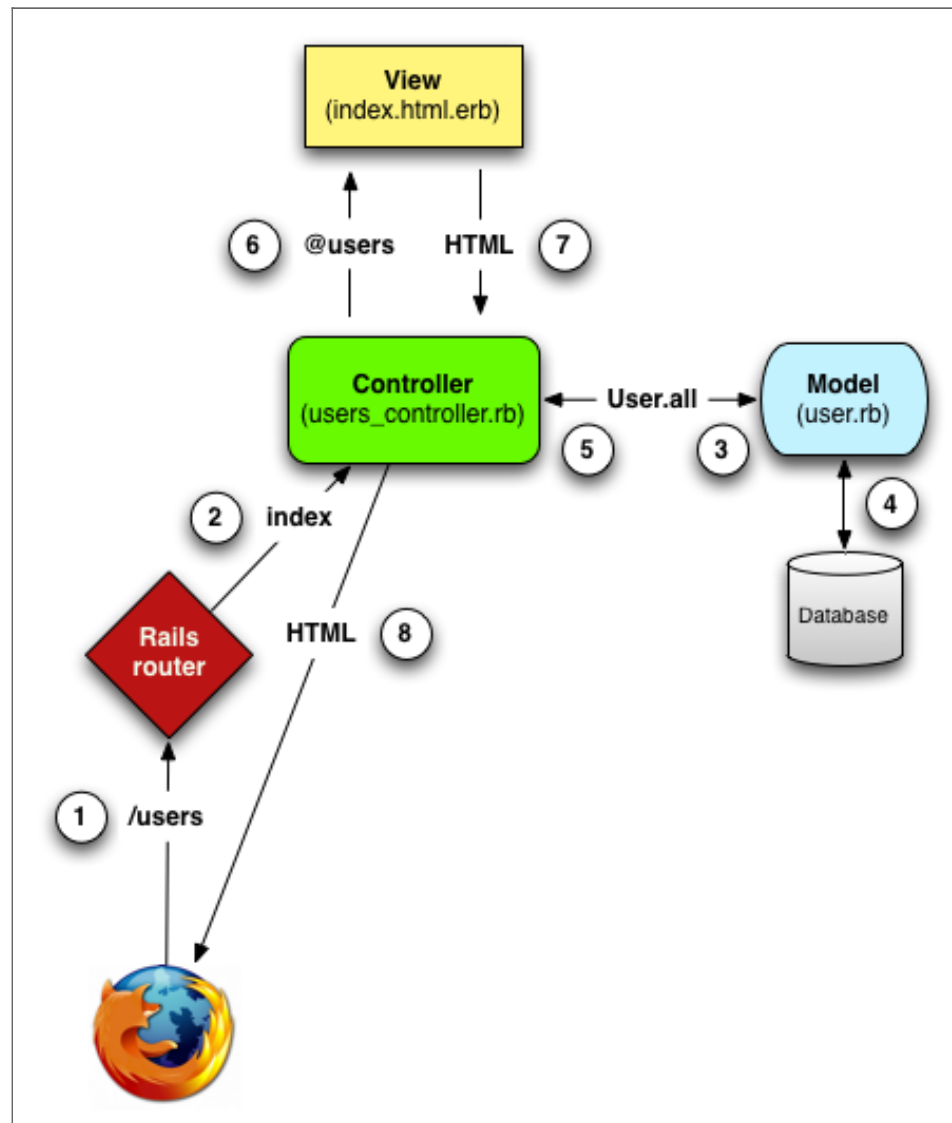 View
(index.html.erb)
6
@users
HTML
7
Controller
(users_controller.rb)
User.all
Model
(user.rb)
5
3
4
2
index
Database
Rails
router
HTML
8
1
/users